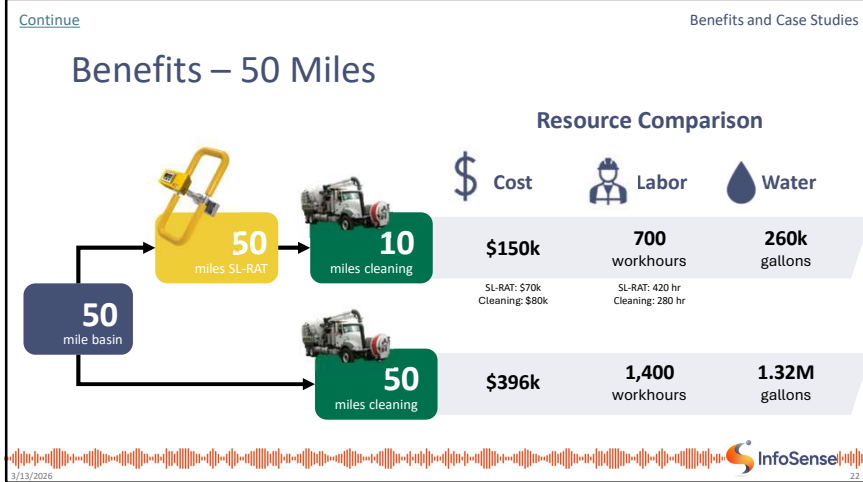 Continue
Benefits and Case Studies
Benefits – 50 Miles
Resource Comparison
$ Cost
Labor
Water
50
miles SL-RAT
10
miles cleaning
$150k
700
workhours
260k
gallons
SL-RAT: $70k
Cleaning: $80k
SL-RAT: 420 hr
Cleaning: 280 hr
50
mile basin
50
miles cleaning
$396k
1,400
workhours
1.32M
gallons
InfoSense
3/13/2026
22